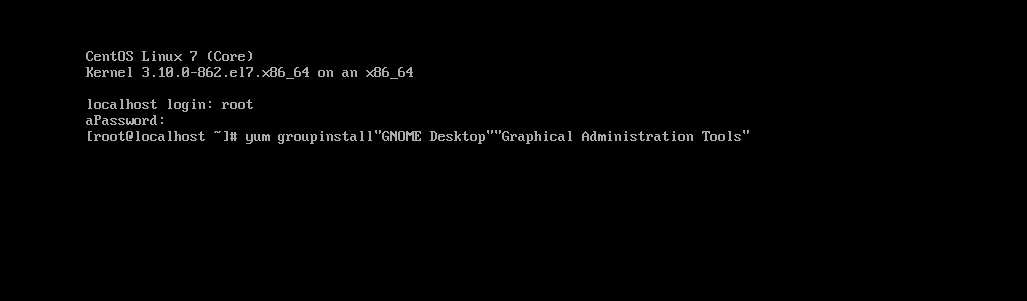 CentOS Linux 7 (Core)
Kernel 3.10.0-862.el7.x86_64 on an x86_64
localhost login: root
aPassword:
[root@localhost ~]# yum groupinstall"GNOME Desktop""Graphical Administration Tools"